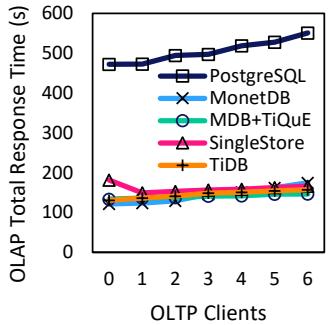 OLAP Total Response Time (s)
600
500
400
300
200
100
0
PostgreSQL
MonetDB
MDB+TiQuE
SingleStore
TiDB
0 1 2 3 4 5 6
OLTP Clients